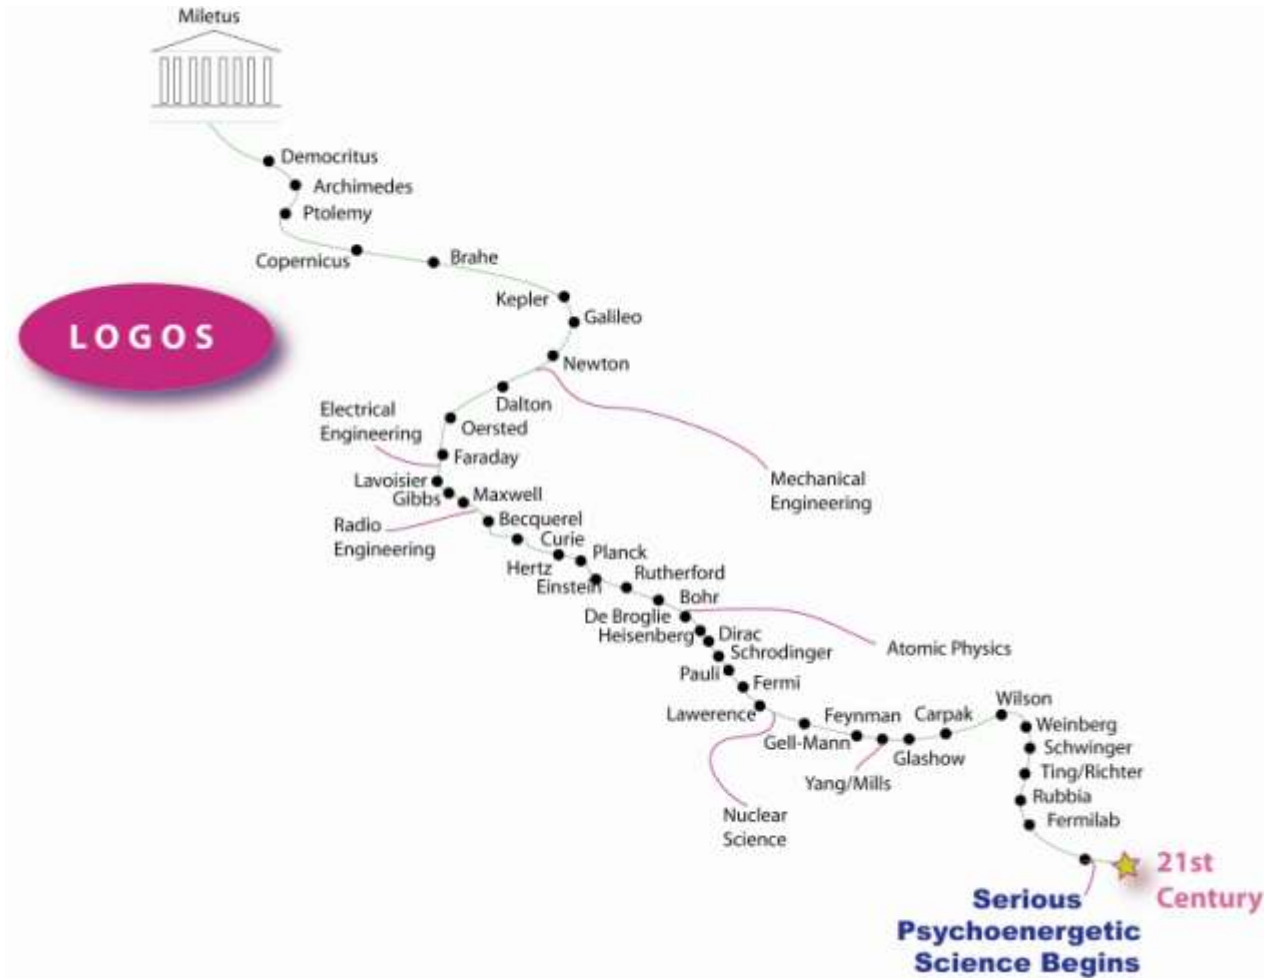 Miletus
Democritus
Archimedes
Ptolemy
Copernicus
Brahe
Kepler
Galileo
LOGOS
Newton
Dalton
Electrical
Engineering
Oersted
Faraday
Mechanical
Engineering
Lavoisier
Gibbs
Maxwell
Radio
Engineering
Becquerel
Curie
Hertz
Planck
Einstein
Rutherford
Bohr
De Broglie
Heisenberg
Dirac
Atomic Physics
Schrodinger
Pauli
Fermi
Lawerence
Gell-Mann
Feynman
Yang/Mills
Glashow
Carpak
Wilson
Weinberg
Schwinger
Ting/Richter
Rubbia
Fermilab
Nuclear
Science
21st
Century
Serious
Psychoenergetic
Science Begins